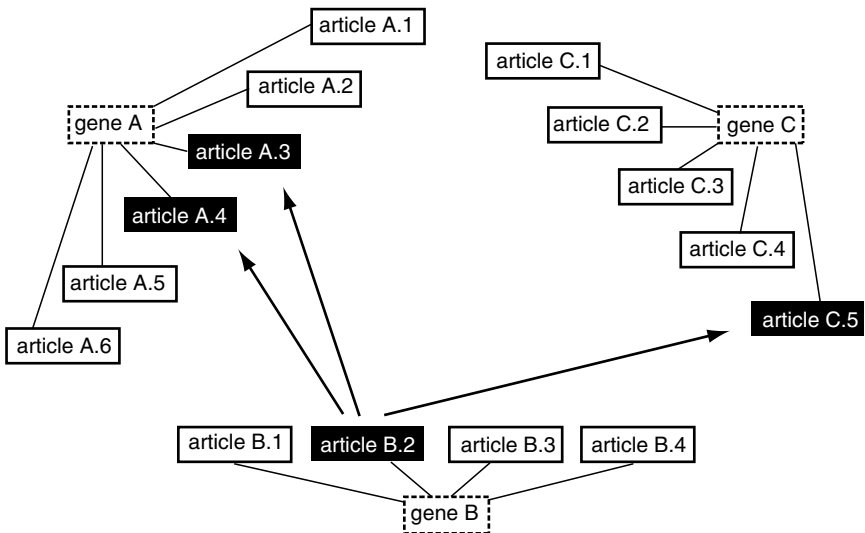 article A.1
article C.1
article A.2
gene A
article C.2
gene C
article A.3
article C.3
article A.4
article C.4
article A.5
article C.5
article A.6
article B.1
article B.2
article B.3
article B.4
gene B